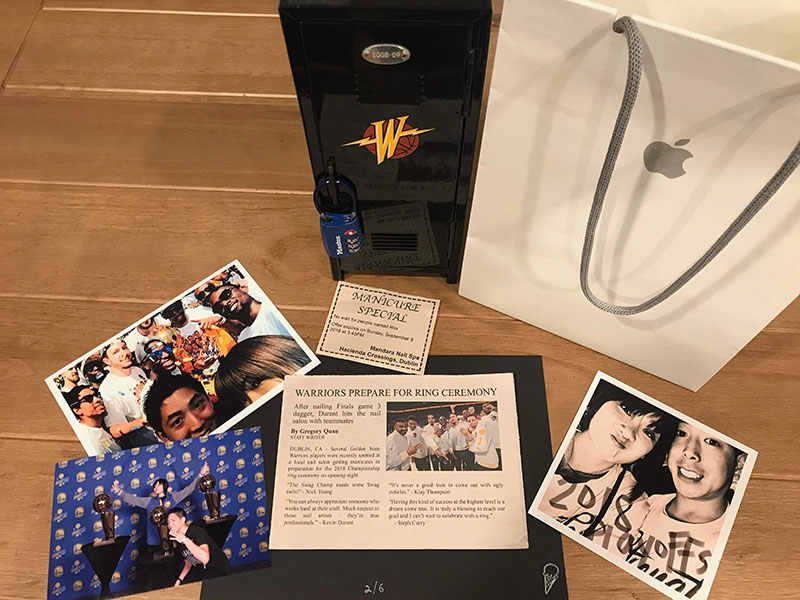 2008-09
W
Master
MANICURE
SPECIAL
No wait for people named Rox
Offer expires on Sunday, September 9
2018 at 3:45PM
Mandara Nail Spa
Hacienda Crossings, Dublin
WARRIORS PREPARE FOR RING CEREMONY
After nailing Finals game 3
dagger, Durant hits the nail
salon with teammates
By Gregory Quan
STAFF WRITER
DUBLIN, CA - Several Golden State
Warriors players were recently spotted at
a local nail salon getting manicures in
preparation for the 2018 Championship
ring ceremony on opening night.
"The Swag Champ needs some Swag
nails!" - Nick Young
"You can always appreciate someone who
works hard at their craft. Much respect to
these nail artists - they're true
professionals." - Kevin Durant
"It's never a good look to come out with ugly
cuticles." - Klay Thompson
"Having this kind of success at the highest level is a
dream come true. It is truly a blessing to reach our
goal and I can't wait to celebrate with a ring."
- Steph Curry
2/6
2018
PLAYOFFS